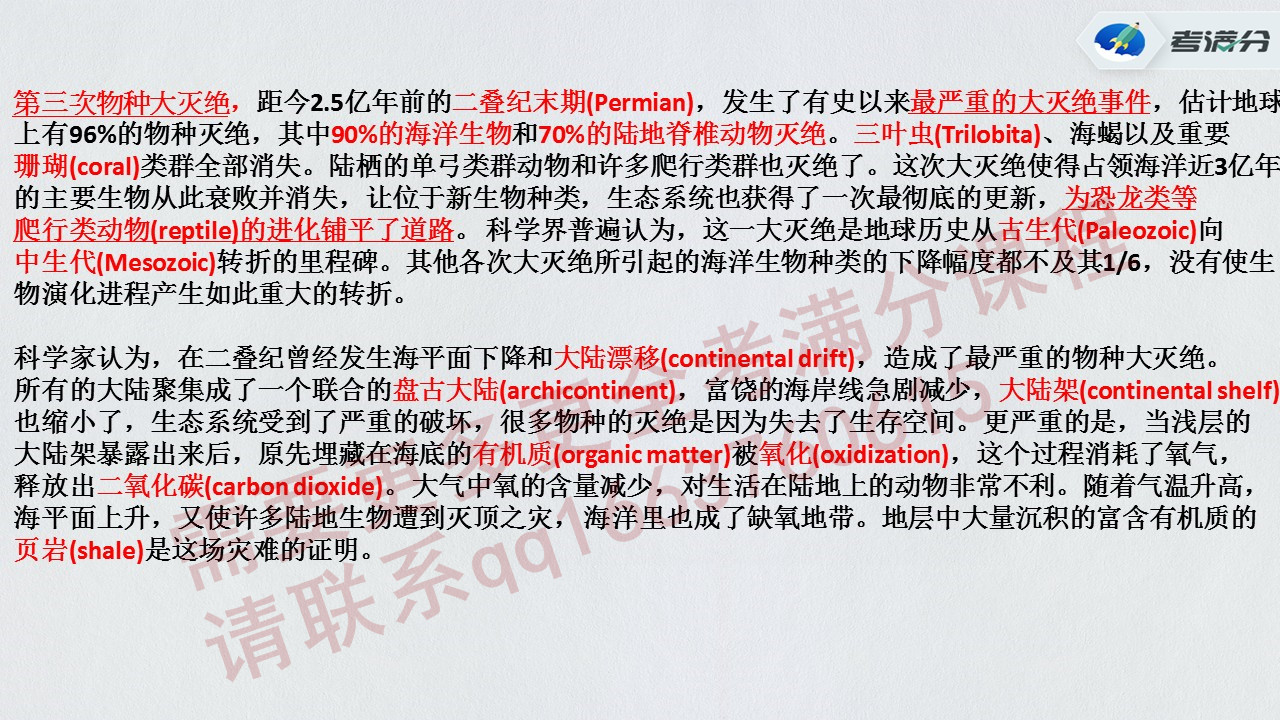 考满分
第三次物种大灭绝，距今2.5亿年前的二叠纪末期(Permian)，发生了有史以来最严重的大灭绝事件，估计地球
上有96%的物种灭绝，其中90%的海洋生物和70%的陆地脊椎动物灭绝。三叶虫(Trilobita)、海蝎以及重要
珊瑚(coral)类群全部消失。陆栖的单弓类群动物和许多爬行类群也灭绝了。这次大灭绝使得占领海洋近3亿年
的主要生物从此衰败并消失，让位于新生物种类，生态系统也获得了一次最彻底的更新，为恐龙类等
爬行类动物(reptile)的进化铺平了道路。 科学界普遍认为，这一大灭绝是地球历史从古生代(Paleozoic)向
中生代(Mesozoic)转折的里程碑。其他各次大灭绝所引起的海洋生物种类的下降幅度都不及其1/6，没有使生
物演化进程产生如此重大的转折。
科学家认为，在二叠纪曾经发生海平面下降和大陆漂移(continental drift)，造成了最严重的物种大灭绝。
所有的大陆聚集成了一个联合的盘古大陆(archicontinent)，富饶的海岸线急剧减少，大陆架(continental shelf)
也缩小了，生态系统受到了严重的破坏，很多物种的灭绝是因为失去了生存空间。更严重的是，当浅层的
大陆架暴露出来后，原先埋藏在海底的有机质(organic matter)被氧化(oxidization)，这个过程消耗了氧气，
释放出二氧化碳(carbon dioxide)。大气中氧的含量减少，对生活在陆地上的动物非常不利。随着气温升高，
海平面上升，又使许多陆地生物遭到灭顶之灾，海洋里也成了缺氧地带。地层中大量沉积的富含有机质的
页岩(shale)是这场灾难的证明。
需要更多更全考满分课程
请联系qq1663760615